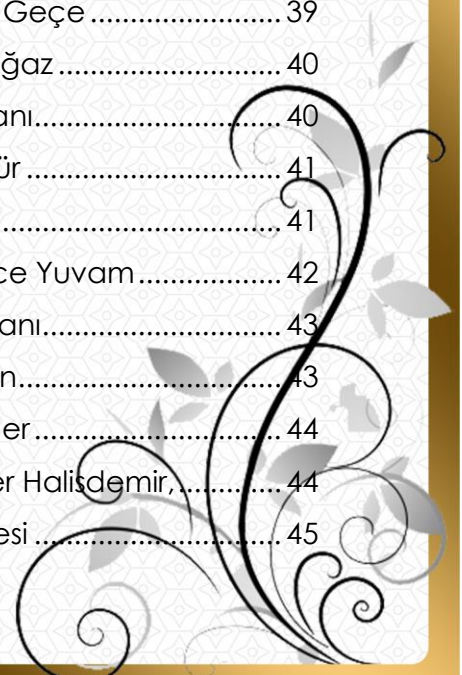 Geçe ......................... 39
ğaz ............................. 40
anı................................ 40
ür ................................. 41
.................................... 41
ce Yuvam ................... 42
anı............................... 43
n.................................. 43
er ................................ 44
er Halisdemir,.............. 44
esi ................................ 45